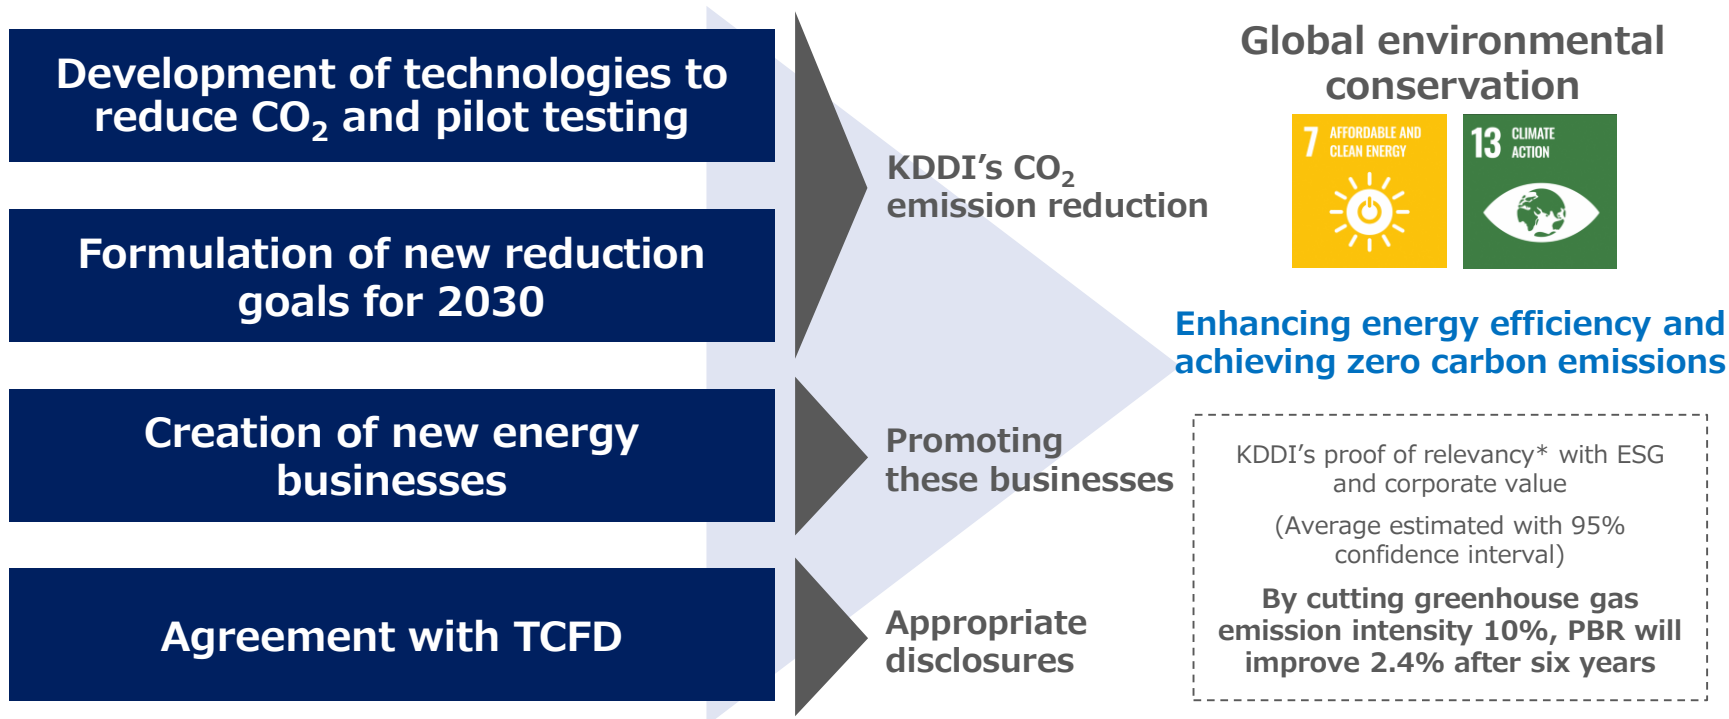 Development of technologies to
reduce CO₂ and pilot testing
Formulation of new reduction
goals for 2030
Creation of new energy
businesses
Agreement with TCFD
KDDI’s CO₂
emission reduction
Promoting
these businesses
Appropriate
disclosures
Global environmental
conservation
7 AFFORDABLE AND
CLEAN ENERGY
13 CLIMATE
ACTION
Enhancing energy efficiency and
achieving zero carbon emissions
KDDI’s proof of relevancy* with ESG
and corporate value
(Average estimated with 95%
confidence interval)
By cutting greenhouse gas
emission intensity 10%, PBR will
improve 2.4% after six years